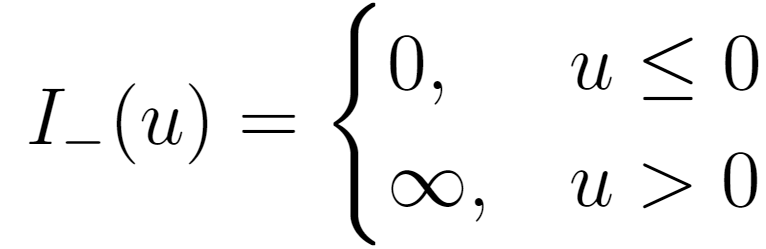 I_−(u) = { 0, u ≤ 0
∞, u > 0